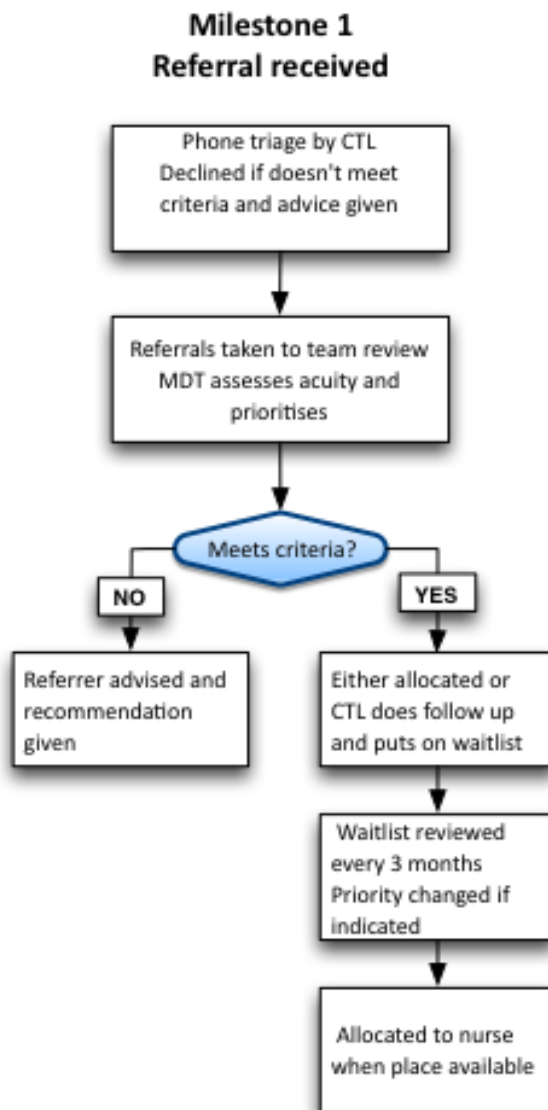 Milestone 1
Referral received
Phone triage by CTL
Declined if doesn't meet
criteria and advice given
Referrals taken to team review
MDT assesses acuity and
prioritises
Meets criteria?
NO
YES
Referrer advised and
recommendation
given
Either allocated or
CTL does follow up
and puts on waitlist
Waitlist reviewed
every 3 months
Priority changed if
indicated
Allocated to nurse
when place available